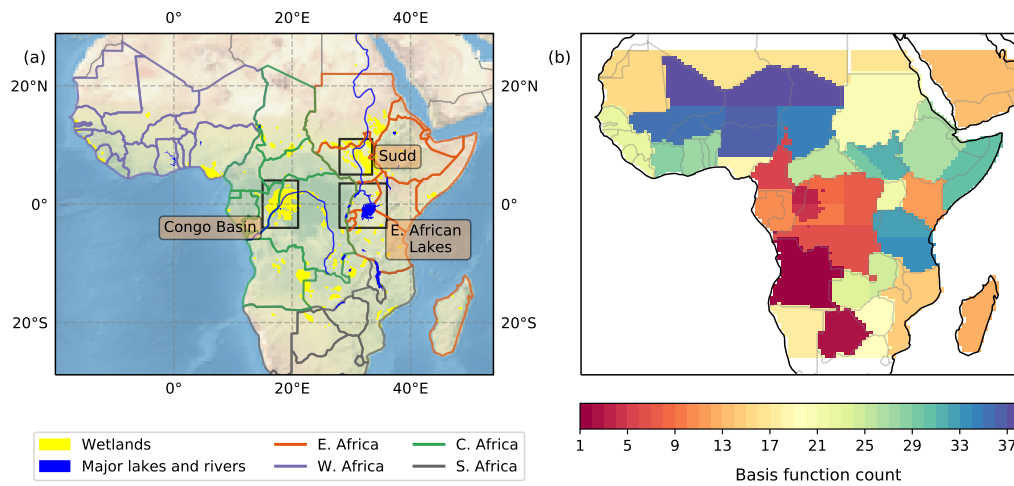 0° 20°E 40°E
(a)
(b)
20°N
20°N
Sudd
0°
0°
Congo Basin
E. African
Lakes
20°S
20°S
0° 20°E 40°E
1 5 9 13 17 21 25 29 33 37
Basis function count
Wetlands
Major lakes and rivers
E. Africa
W. Africa
C. Africa
S. Africa